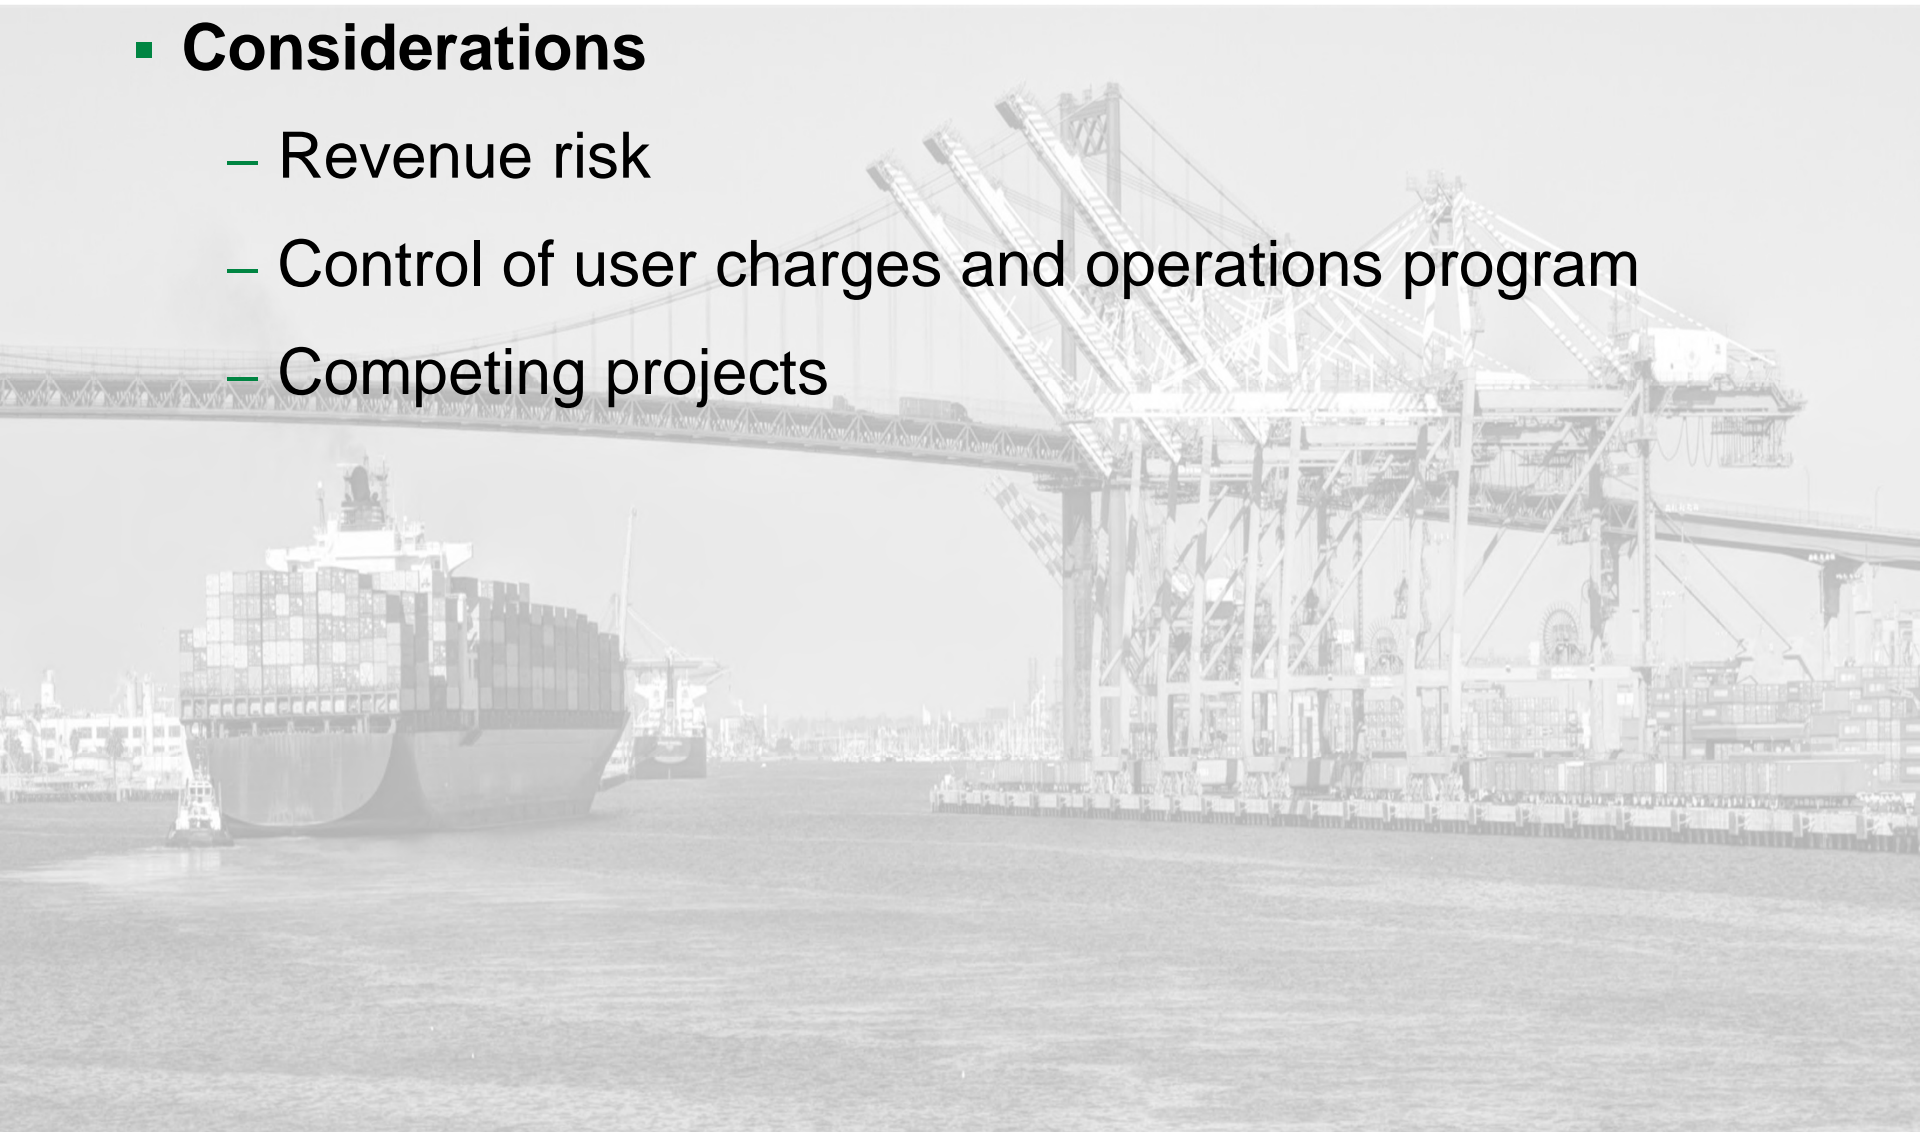 ▪ Considerations
– Revenue risk
– Control of user charges and operations program
– Competing projects